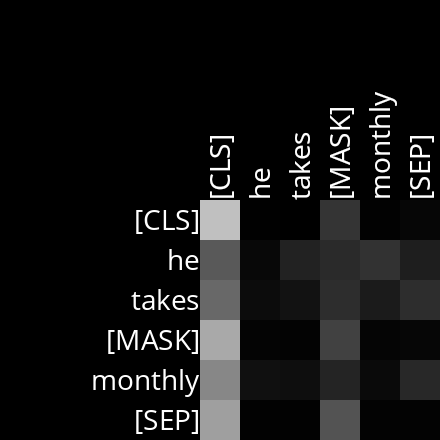 [CLS] he takes [MASK] monthly [SEP]
[CLS]
he
takes
[MASK]
monthly
[SEP]